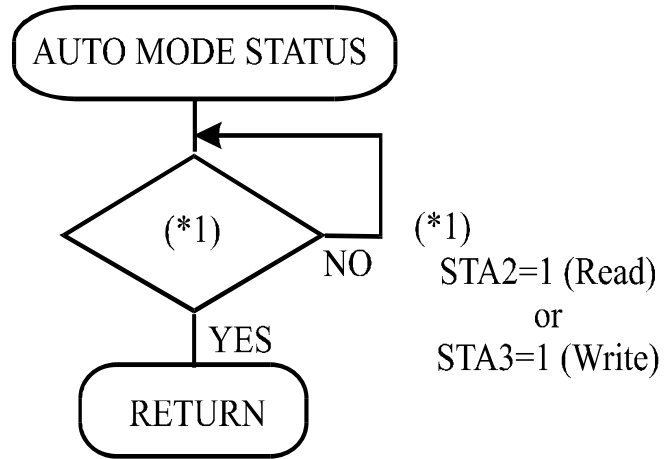 AUTO MODE STATUS
(*1)
NO
YES
RETURN
(*1)
STA2=1 (Read)
or
STA3=1 (Write)